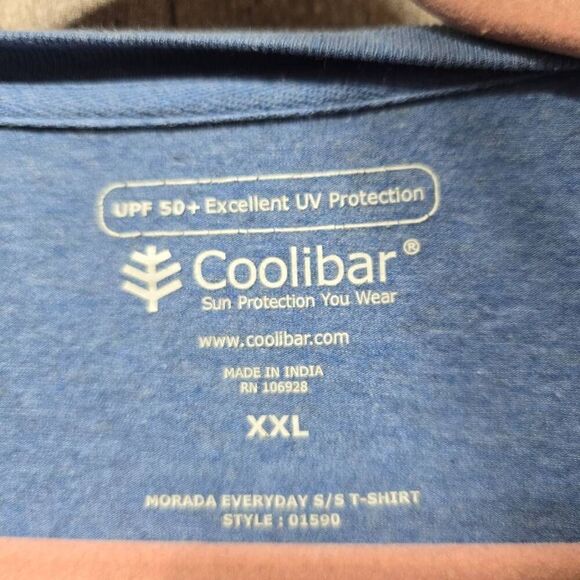 UPF 50+ Excellent UV Protection
Coolibar®
Sun Protection You Wear
www.coolibar.com
MADE IN INDIA
RN 106928
XXL
MORADA EVERYDAY S/S T-SHIRT
STYLE : 01590